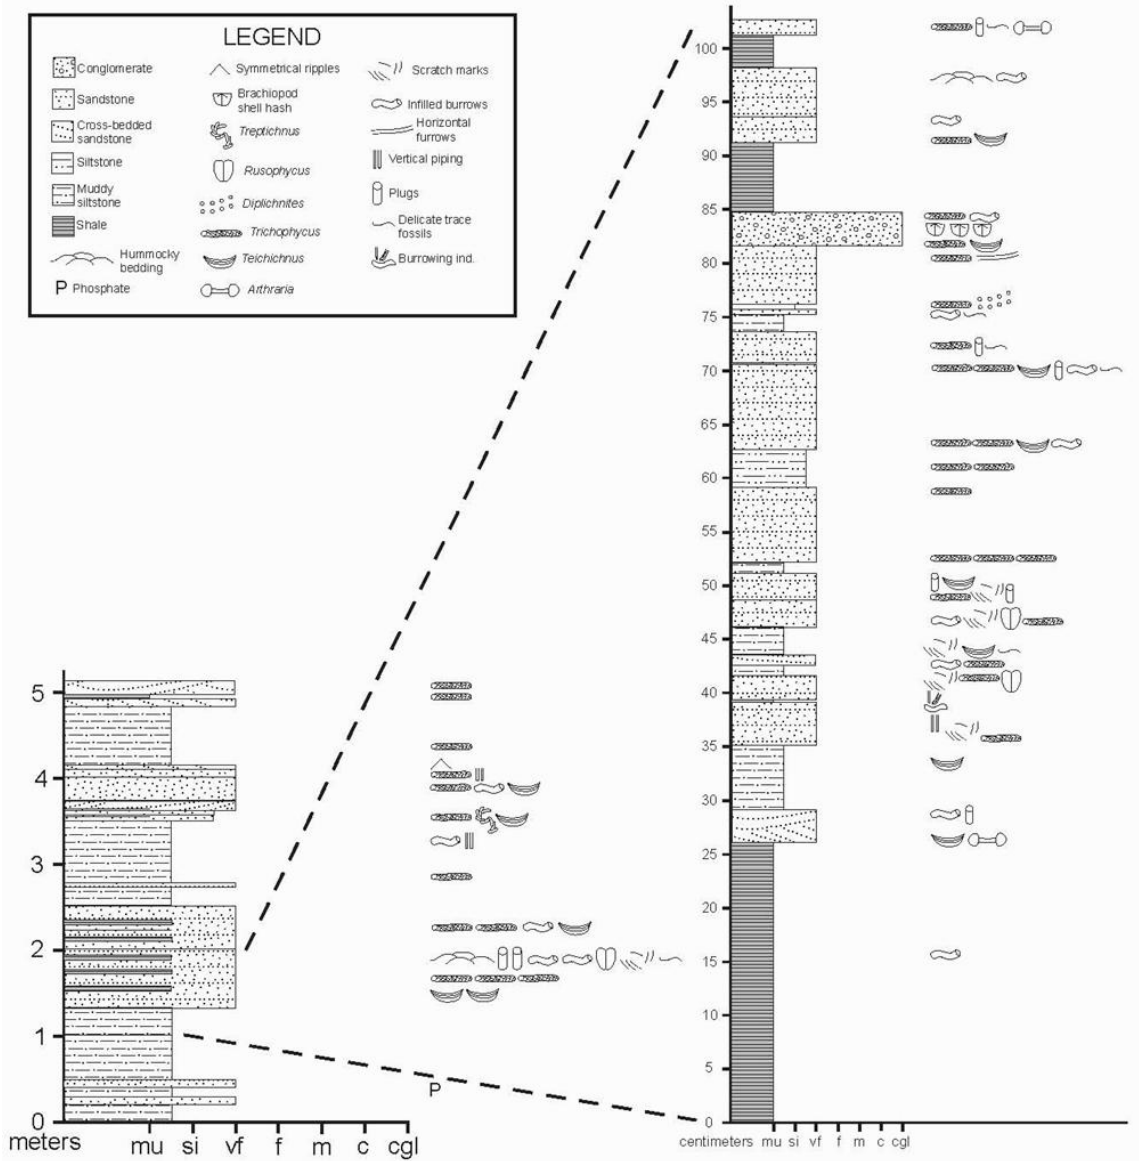 LEGEND
Conglomerate
Sandstone
Cross-bedded
sandstone
Siltstone
Muddy
siltstone
Shale
Hummocky
bedding
P Phosphate
Symmetrical ripples
Brachiopod
shell hash
Treptichnus
Rusophycus
Diplichnites
Trichophycus
Teichichnus
Arthraria
Scratch marks
Infilled burrows
Horizontal
furrows
Vertical piping
Plugs
Delicate trace
fossils
Burrowing ind.
5
4
3
2
1
0
meters mu si vf f m c cgl
P
100
95
90
85
80
75
70
65
60
55
50
45
40
35
30
25
20
15
10
5
0
centimeters mu si vf f m c cgl